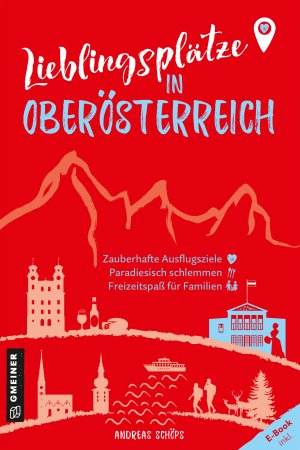 Lieblingsplätze
IN
OBERÖSTERREICH
Zauberhafte Ausflugsziele
Paradiesisch schlemmen
Freizeitspaß für Familien
GMEINER
E-Book
inkl.
ANDREAS SCHÖPS